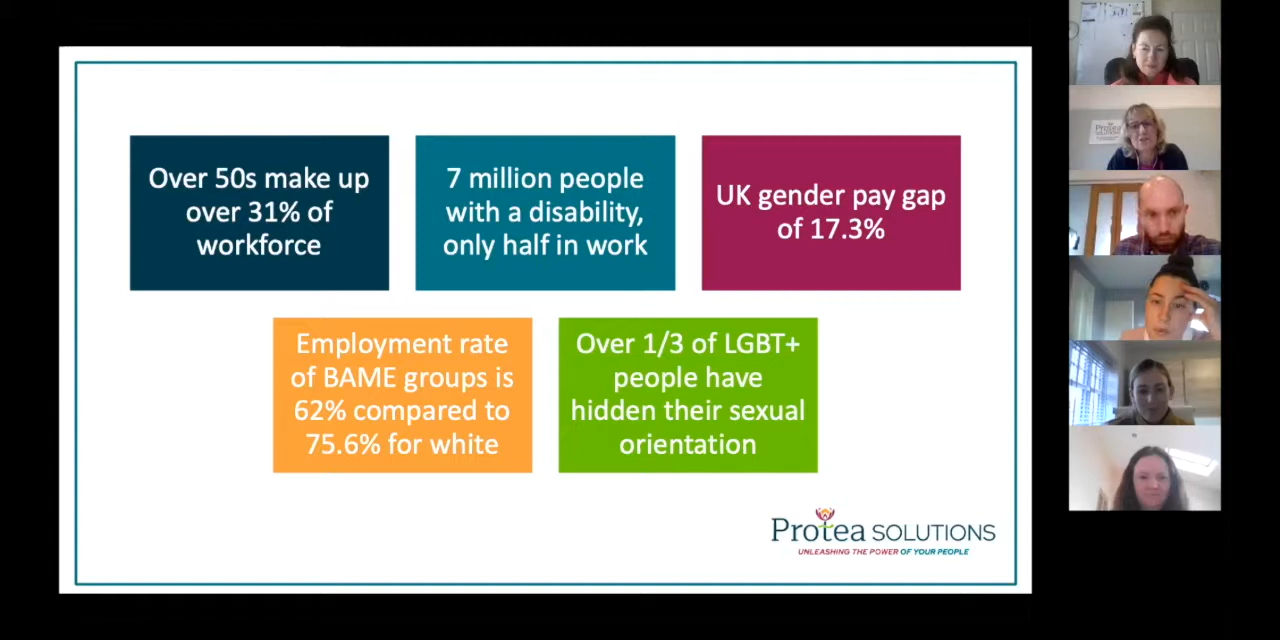 Over 50s make up
over 31% of
workforce
7 million people
with a disability,
only half in work
UK gender pay gap
of 17.3%
Employment rate
of BAME groups is
62% compared to
75.6% for white
Over 1/3 of LGBT+
people have
hidden their sexual
orientation
Protea SOLUTIONS
UNLEASHING THE POWER OF YOUR PEOPLE
Protea
SOLUTIONS